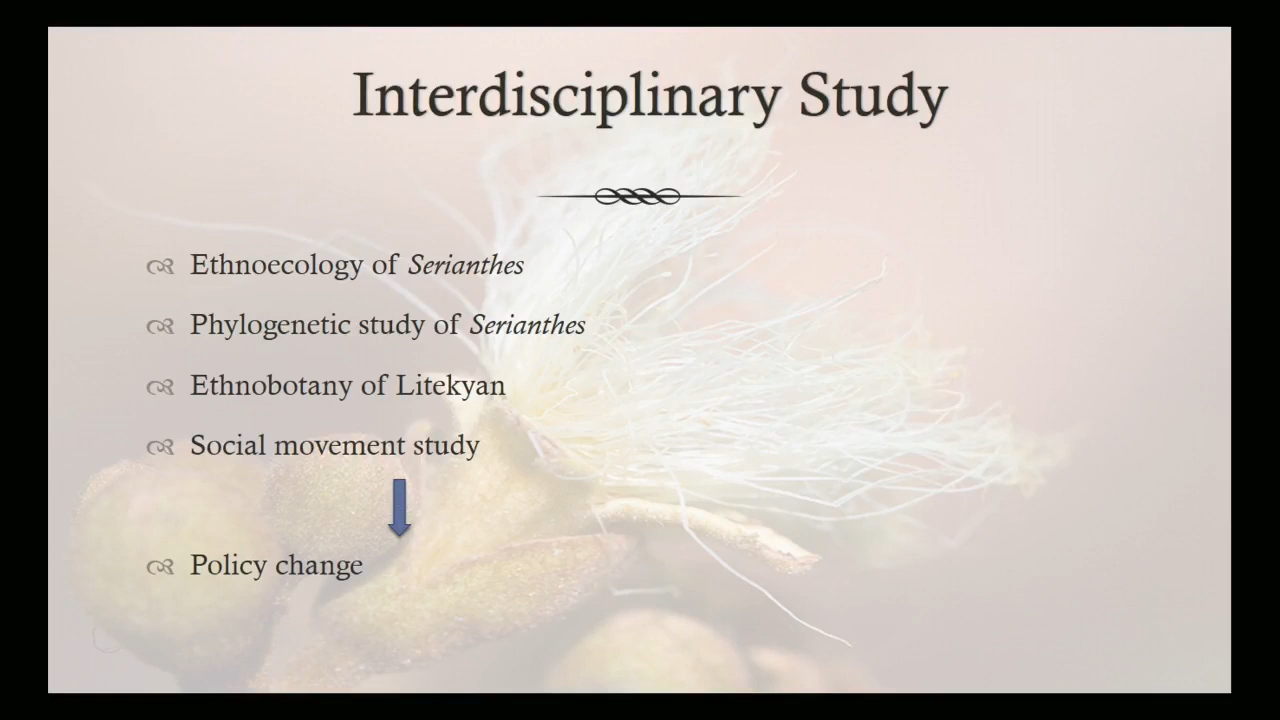 Interdisciplinary Study
Ethnoecology of Serianthes
Phylogenetic study of Serianthes
Ethnobotany of Litekyan
Social movement study
Policy change